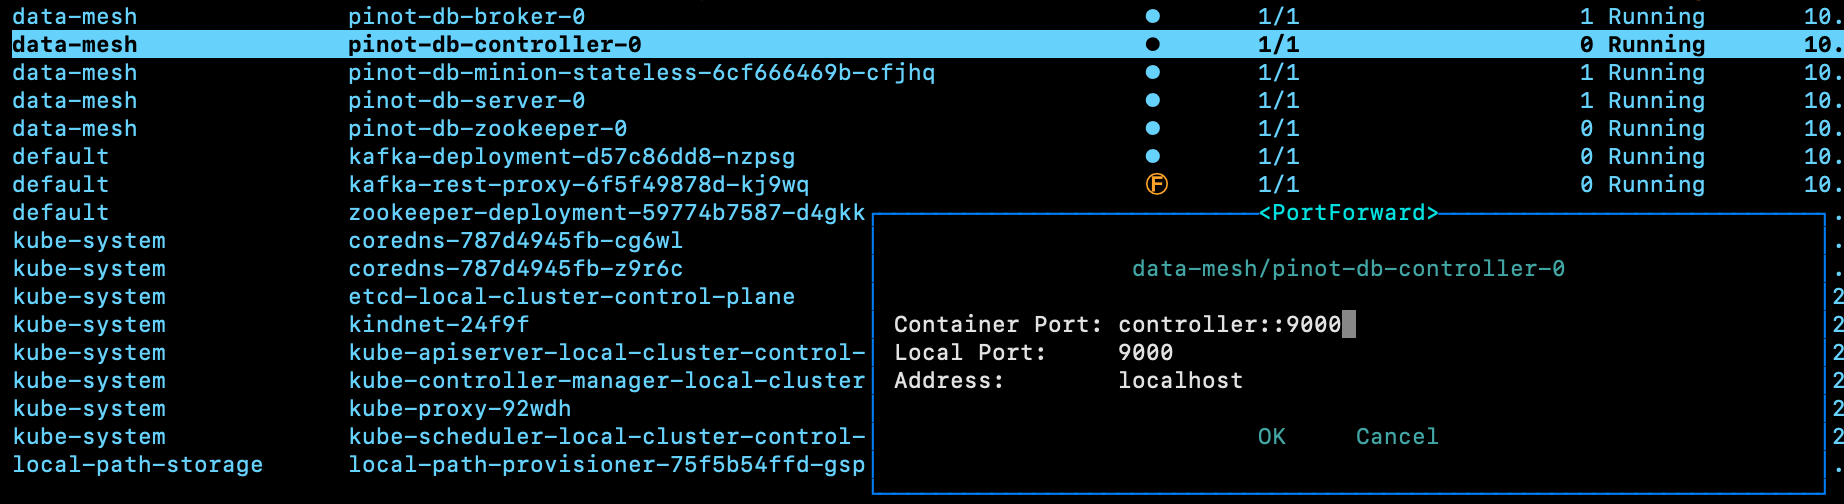 data-mesh pinot-db-broker-0 ● 1/1 1 Running 10.
data-mesh pinot-db-controller-0 ● 1/1 0 Running 10.
data-mesh pinot-db-minion-stateless-6cf666469b-cfjhq ● 1/1 1 Running 10.
data-mesh pinot-db-server-0 ● 1/1 1 Running 10.
data-mesh pinot-db-zookeeper-0 ● 1/1 0 Running 10.
default kafka-deployment-d57c86dd8-nzpsg ● 1/1 0 Running 10.
default kafka-rest-proxy-6f5f49878d-kj9wq Ⓕ 1/1 0 Running 10.
default zookeeper-deployment-59774b7587-d4gkk <PortForward> .
kube-system coredns-787d4945fb-cg6wl .
kube-system coredns-787d4945fb-z9r6c data-mesh/pinot-db-controller-0 .
kube-system etcd-local-cluster-control-plane 2
kube-system kindnet-24f9f Container Port: controller::9000 2
kube-system kube-apiserver-local-cluster-control- Local Port: 9000 2
kube-system kube-controller-manager-local-cluster Address: localhost 2
kube-system kube-proxy-92wdh 2
kube-system kube-scheduler-local-cluster-control- OK Cancel 2
local-path-storage local-path-provisioner-75f5b54ffd-gsp .